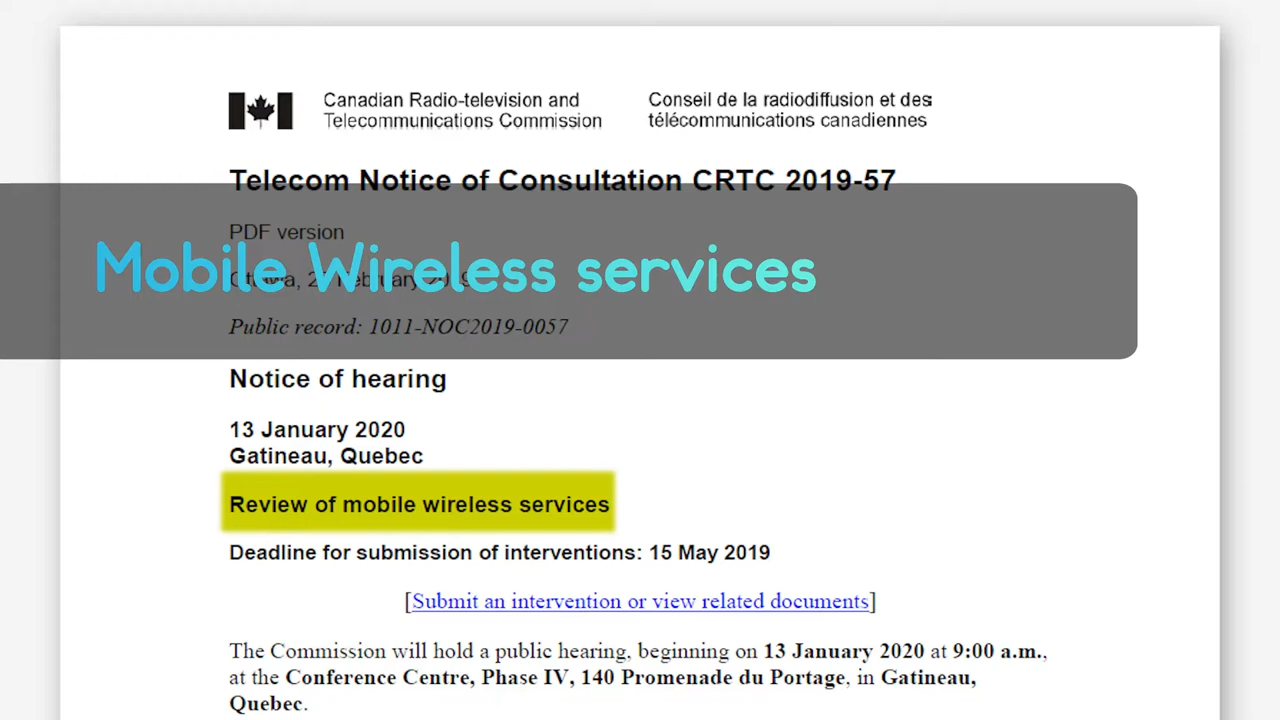 Canadian Radio-television and
Telecommunications Commission
Conseil de la radiodiffusion et des
télécommunications canadiennes
Telecom Notice of Consultation CRTC 2019-57
PDF version
Mobile Wireless services
Ottawa, February
Public record: 1011-NOC2019-0057
Notice of hearing
13 January 2020
Gatineau, Quebec
Review of mobile wireless services
Deadline for submission of interventions: 15 May 2019
[Submit an intervention or view related documents]
The Commission will hold a public hearing, beginning on 13 January 2020 at 9:00 a.m.,
at the Conference Centre, Phase IV, 140 Promenade du Portage, in Gatineau,
Quebec.